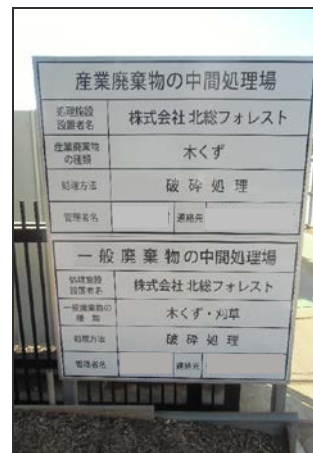 産業廃棄物の中間処理場
処理施設
設置者名
株式会社 北総フォレスト
産業廃棄物
の種類
木くず
処理方法
破砕処理
管理者名
連絡先
一般廃棄物の中間処理場
処理施設
設置者名
株式会社 北総フォレスト
一般廃棄物の
種類
木くず・刈草
処理方法
破砕処理
管理者名
連絡先